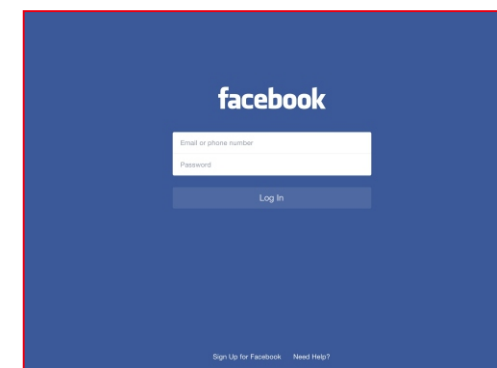 facebook
Email or phone number
Password
Log In
Sign Up for Facebook Need Help?